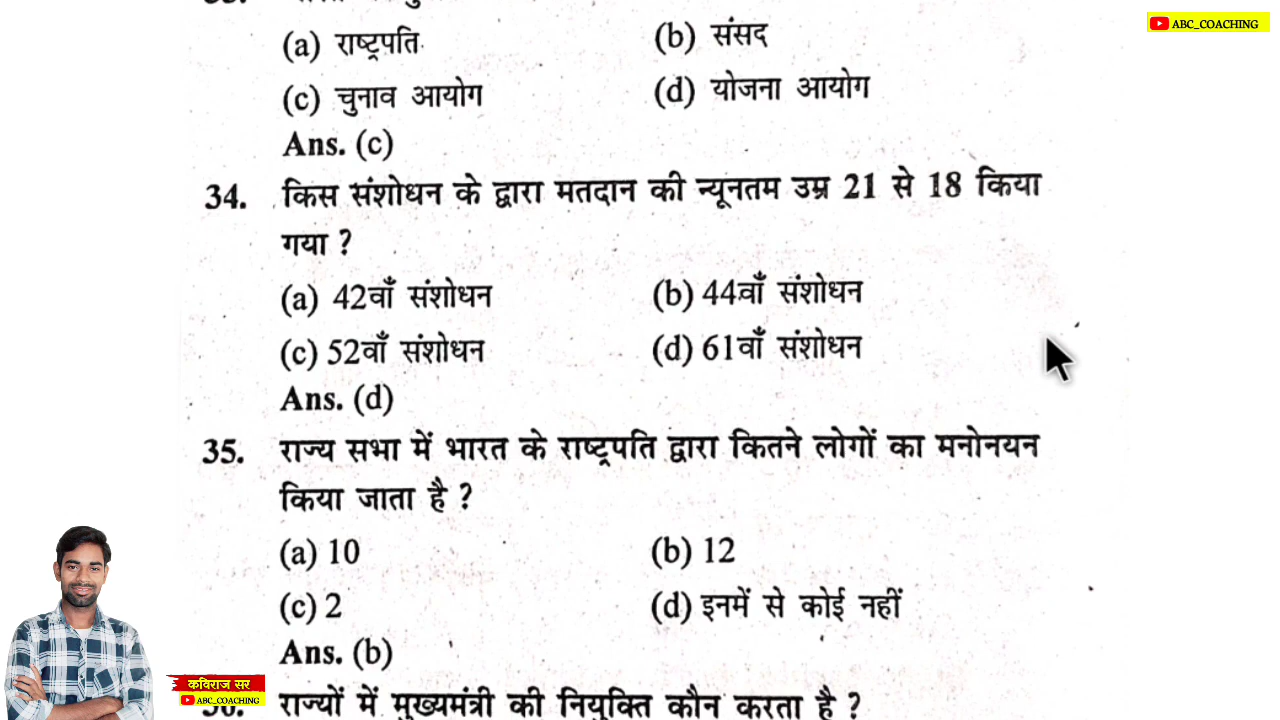 ABC_COACHING
(a) राष्ट्रपति (b) संसद
(c) चुनाव आयोग (d) योजना आयोग
Ans. (c)
34. किस संशोधन के द्वारा मतदान की न्यूनतम उम्र 21 से 18 किया
गया ?
(a) 42वाँ संशोधन (b) 44वाँ संशोधन
(c) 52वाँ संशोधन (d) 61वाँ संशोधन
Ans. (d)
35. राज्य सभा में भारत के राष्ट्रपति द्वारा कितने लोगों का मनोनयन
किया जाता है ?
(a) 10 (b) 12
(c) 2 (d) इनमें से कोई नहीं
Ans. (b)
राज्यों में मुख्यमंत्री की नियुक्ति कौन करता है ?
कविराज सर
ABC_COACHING